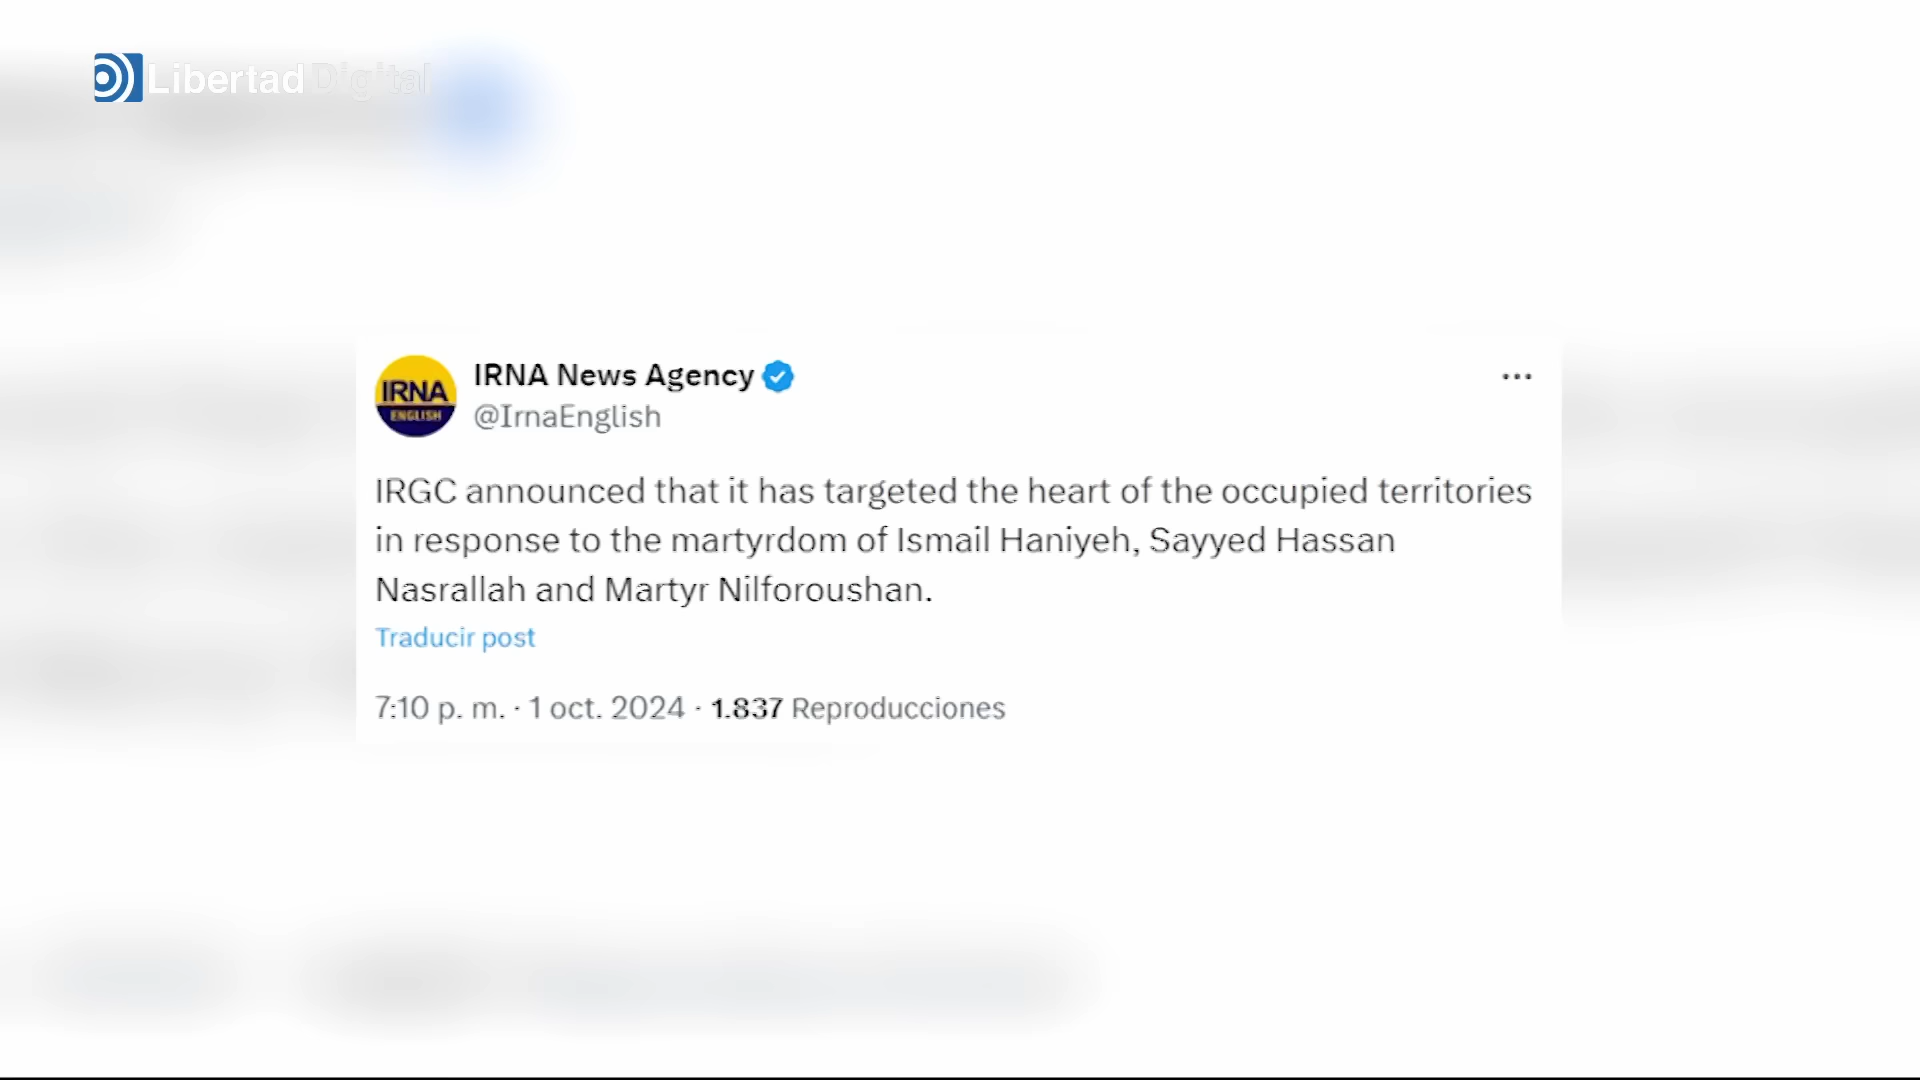 Libertad Digital
IRNA News Agency
IRNA
ENGLISH
@IrnaEnglish
IRGC announced that it has targeted the heart of the occupied territories
in response to the martyrdom of Ismail Haniyeh, Sayyed Hassan
Nasrallah and Martyr Nilforoushan.
Traducir post
7:10 p. m. · 1 oct. 2024 · 1.837 Reproducciones